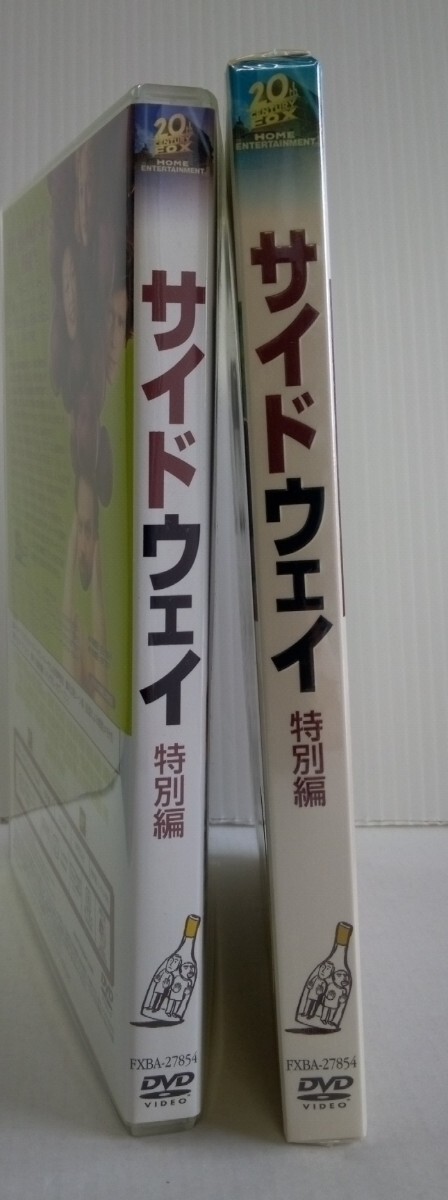 20th
CENTURY
FOX
HOME
ENTERTAINMENT.
サイドウェイ
特別編
FXBA-27854
DVD
VIDEO
20th
CENTURY
FOX
HOME
ENTERTAINMENT.
サイドウェイ
特別編
FXBA-27854
DVD
VIDEO